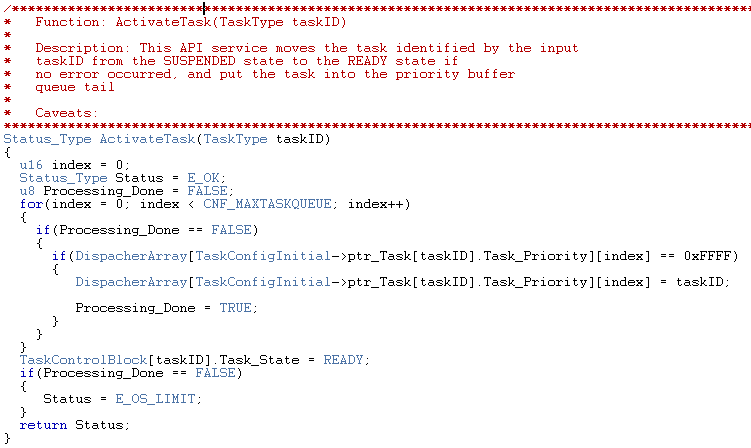 /*******************************************************************************************
*   Function: ActivateTask(TaskType taskID)
*
*   Description: This API service moves the task identified by the input
*   taskID from the SUSPENDED state to the READY state if
*   no error occurred, and put the task into the priority buffer
*   queue tail
*
*   Caveats:
********************************************************************************************
Status_Type ActivateTask(TaskType taskID)
{
  u16 index = 0;
  Status_Type Status = E_OK;
  u8 Processing_Done = FALSE;
  for(index = 0; index < CNF_MAXTASKQUEUE; index++)
  {
    if(Processing_Done == FALSE)
    {
      if(DispacherArray[TaskConfigInitial->ptr_Task[taskID].Task_Priority][index] == 0xFFFF)
      {
         DispacherArray[TaskConfigInitial->ptr_Task[taskID].Task_Priority][index] = taskID;

         Processing_Done = TRUE;
      }
    }
  }
  TaskControlBlock[taskID].Task_State = READY;
  if(Processing_Done == FALSE)
  {
     Status = E_OS_LIMIT;
  }
  return Status;
}